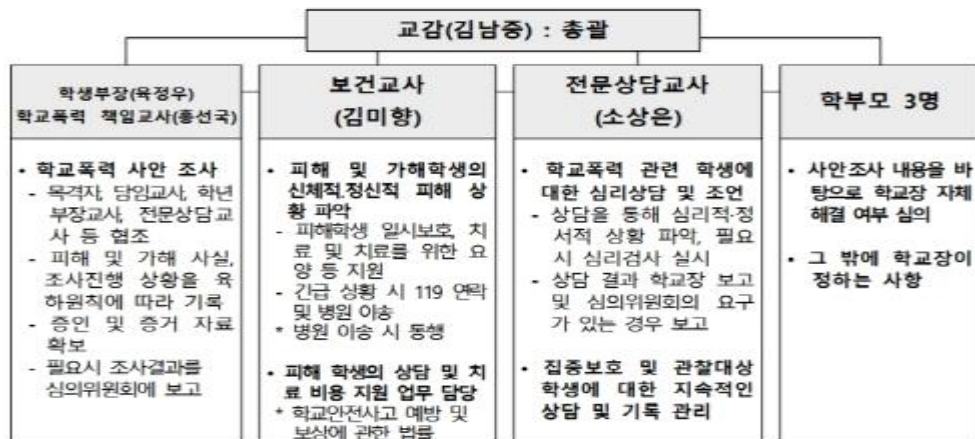 교감(김남중) : 총괄
학생부장(육정우)
학교폭력 책임교사(홍선국)
• 학교폭력 사안 조사
- 목격자, 담임교사, 학년
부장교사, 전문상담교
사 등 협조
- 피해 및 가해 사실,
조사진행 상황을 육
하원칙에 따라 기록
- 증인 및 증거 자료
확보
- 필요시 조사결과를
심의위원회에 보고
보건교사
(김미향)
• 피해 및 가해학생의
신체적.정신적 피해 상
황 파악
- 피해학생 일시보호, 치
료 및 치료를 위한 요
양 등 지원
- 긴급 상황 시 119 연락
및 병원 이송
* 병원 이송 시 동행
• 피해 학생의 상담 및 치
료 비용 지원 업무 담당
* 학교안전사고 예방 및
보상에 관한 법률
전문상담교사
(소상은)
• 학교폭력 관련 학생에
대한 심리상담 및 조언
- 상담을 통해 심리적·정
서적 상황 파악, 필요
시 심리검사 실시
- 상담 결과 학교장 보고
및 심의위원회의 요구
가 있는 경우 보고
• 집중보호 및 관찰대상
학생에 대한 지속적인
상담 및 기록 관리
학부모 3명
• 사안조사 내용을 바
탕으로 학교장 자체
해결 여부 심의
• 그 밖에 학교장이
정하는 사항